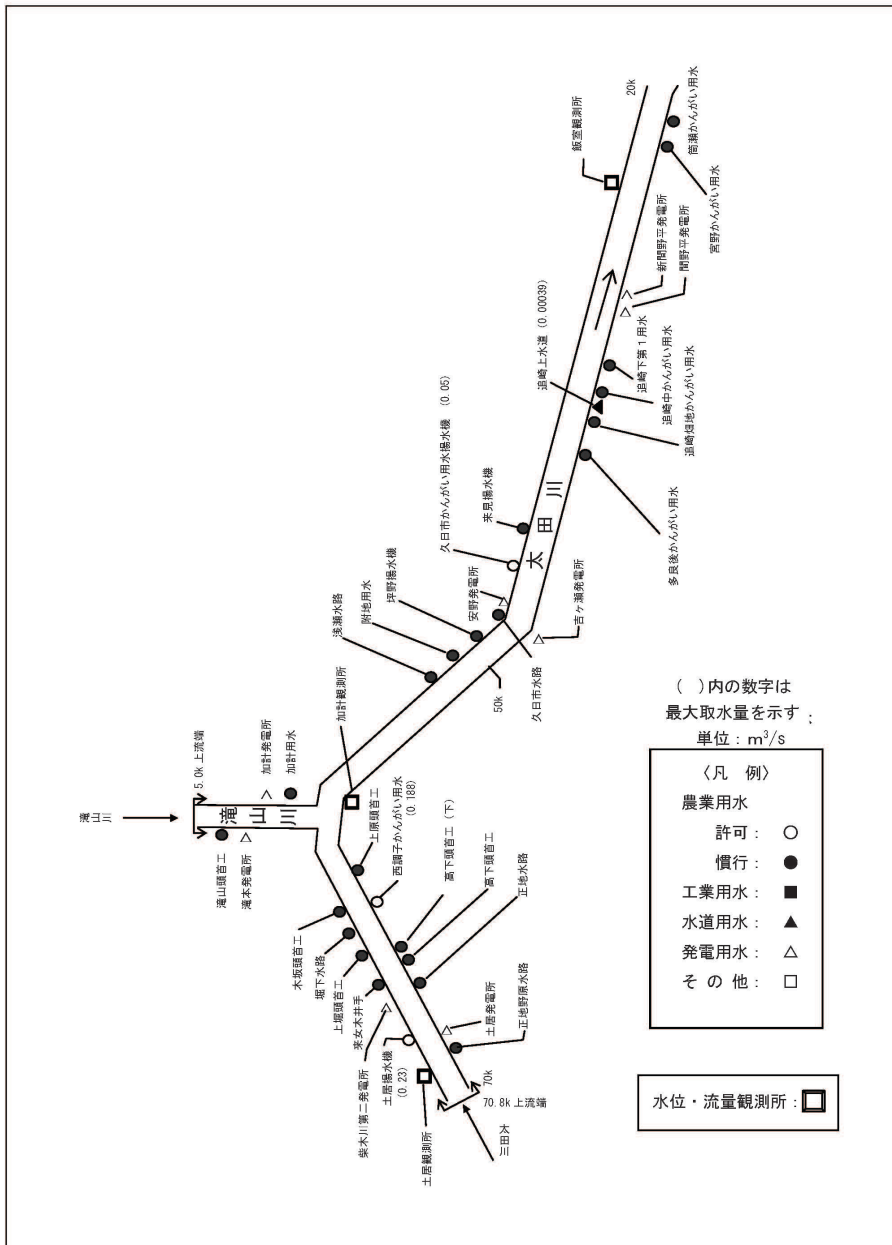 滝山川
5.0k 上流端
滝山川
滝山頭首工
滝本発電所
加計発電所
加計用水
木坂頭首工
堀下水路
上堀頭首工
来女木井手
柴木川第二発電所
土居揚水機
(0.23)
土居観測所
太田川
70.8k 上流端
70k
正地野原水路
土居発電所
正地水路
高下頭首工
高下頭首工(下)
西調子かんがい用水
(0.188)
上原頭首工
加計観測所
浅瀬水路
附地用水
坪野揚水機
安野発電所
50k
久日市水路
吉ヶ瀬発電所
久日市かんがい用水揚水機 (0.05)
来見揚水機
太田川
多良後かんがい用水
追崎畑地かんがい用水
追崎上水道 (0.00039)
追崎中かんがい用水
追崎下第1用水
間野平発電所
新間野平発電所
飯室観測所
宮野かんがい用水
筒瀬かんがい用水
20k
( )内の数字は
最大取水量を示す;
単位:m³/s
〈凡 例〉
農業用水
許可:○
慣行:●
工業用水:■
水道用水:▲
発電用水:△
その他:□
水位・流量観測所: